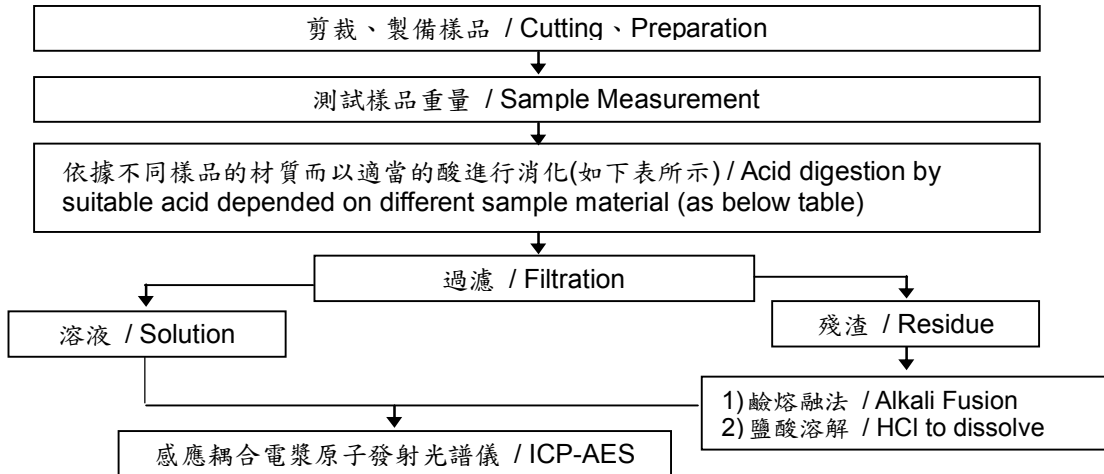 剪裁、製備樣品 / Cutting、Preparation
測試樣品重量 / Sample Measurement
依據不同樣品的材質而以適當的酸進行消化(如下表所示) / Acid digestion by
suitable acid depended on different sample material (as below table)
過濾 / Filtration
溶液 / Solution
殘渣 / Residue
1) 鹼熔融法 / Alkali Fusion
2) 鹽酸溶解 / HCl to dissolve
感應耦合電漿原子發射光譜儀 / ICP-AES